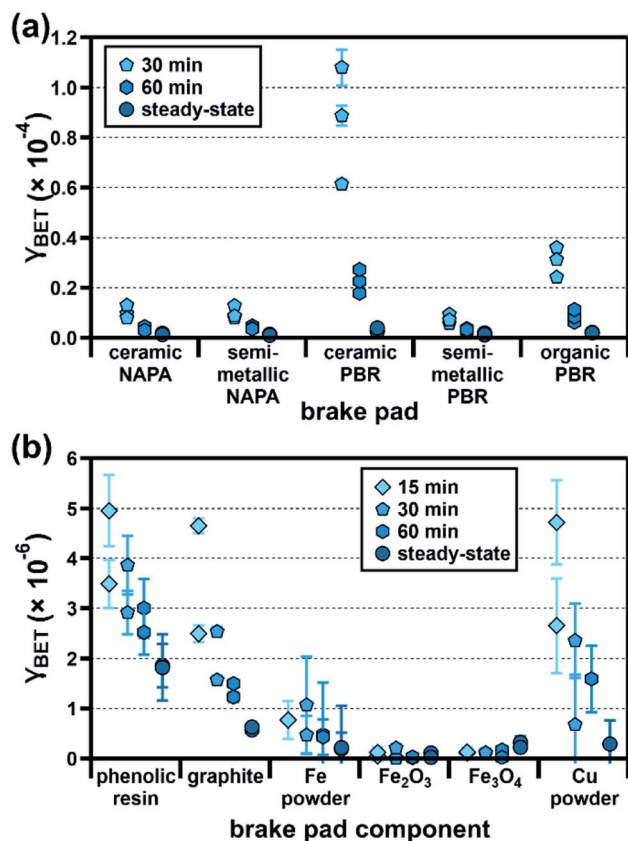 (a)
1.2
1.0
0.8
0.6
0.4
0.2
0.0
γBET (× 10⁻⁴)
30 min
60 min
steady-state
ceramic NAPA
semi-metallic NAPA
ceramic PBR
semi-metallic PBR
organic PBR
brake pad
(b)
6
5
4
3
2
1
0
γBET (× 10⁻⁶)
15 min
30 min
60 min
steady-state
phenolic resin
graphite
Fe powder
Fe₂O₃
Fe₃O₄
Cu powder
brake pad component